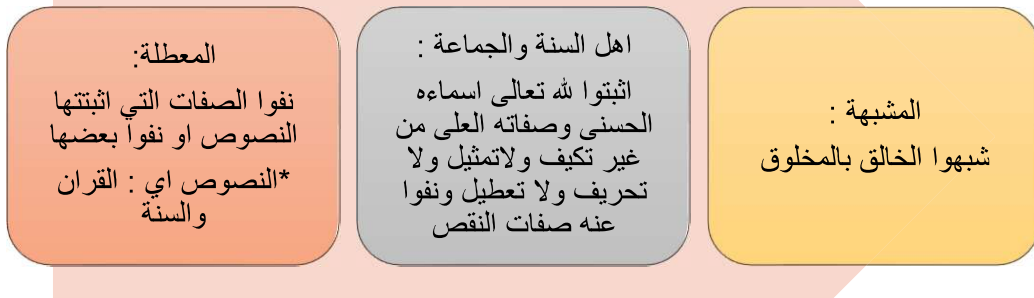 المشبهة :
شبهوا الخالق بالمخلوق
اهل السنة والجماعة :
اثبتوا لله تعالى اسماءه
الحسنى وصفاته العلى من
غير تكيف ولاتمثيل ولا
تحريف ولا تعطيل ونفوا
عنه صفات النقص
المعطلة:
نفوا الصفات التي اثبتتها
النصوص او نفوا بعضها
*النصوص اي : القران
والسنة